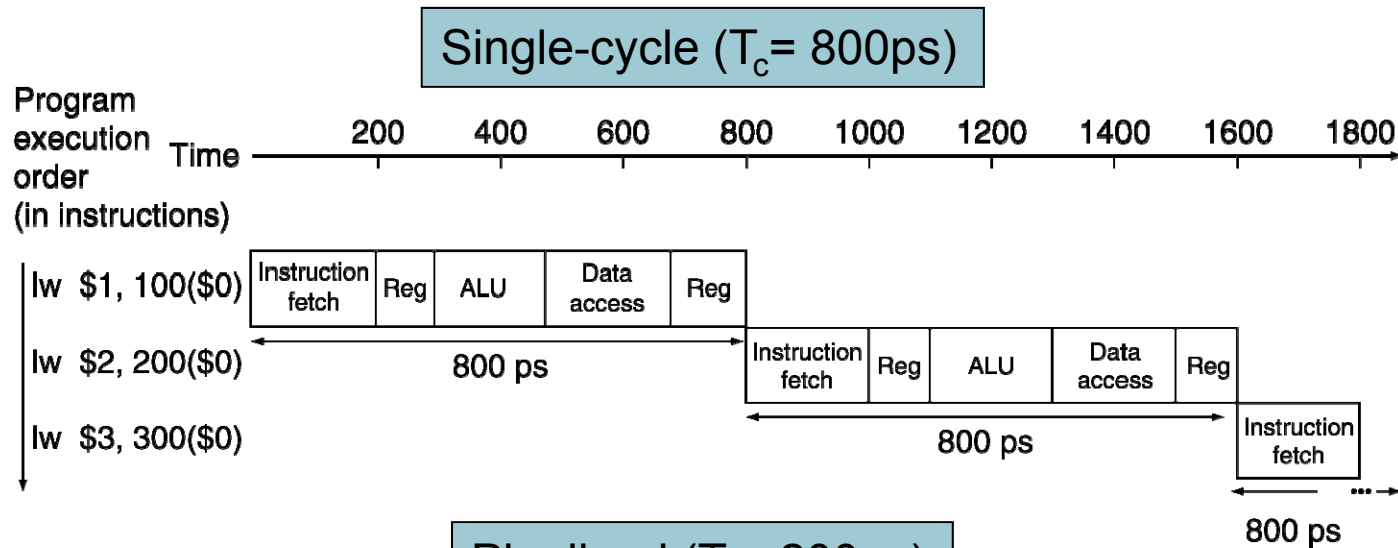 Single-cycle (Tc= 800ps)
Program
execution
order
(in instructions)
Time
200 400 600 800 1000 1200 1400 1600 1800
lw $1, 100($0)
Instruction
fetch
Reg
ALU
Data
access
Reg
800 ps
lw $2, 200($0)
Instruction
fetch
Reg
ALU
Data
access
Reg
800 ps
lw $3, 300($0)
Instruction
fetch
...
800 ps